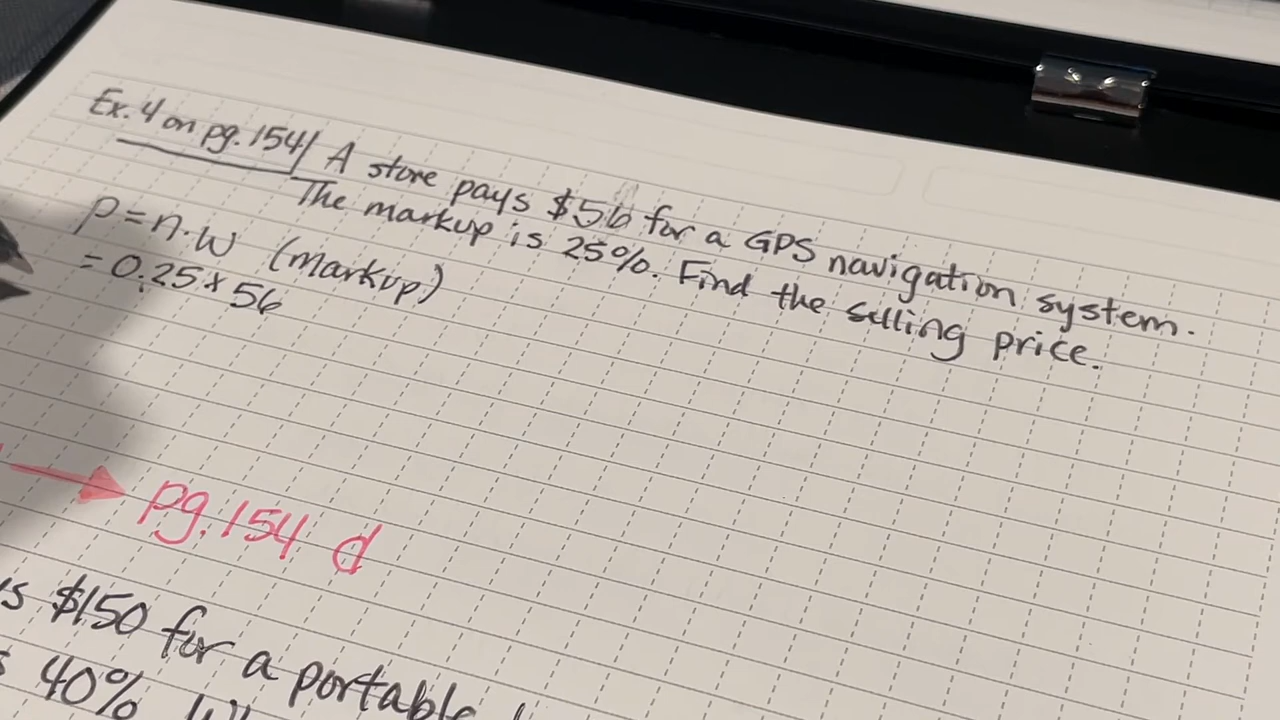 Ex. 4 on pg. 154 A store pays $56 for a GPS navigation system.
The markup is 25%. Find the selling price.
p = n · w (markup)
= 0.25 x 56
pg. 154 d
$150 for a portable
40%